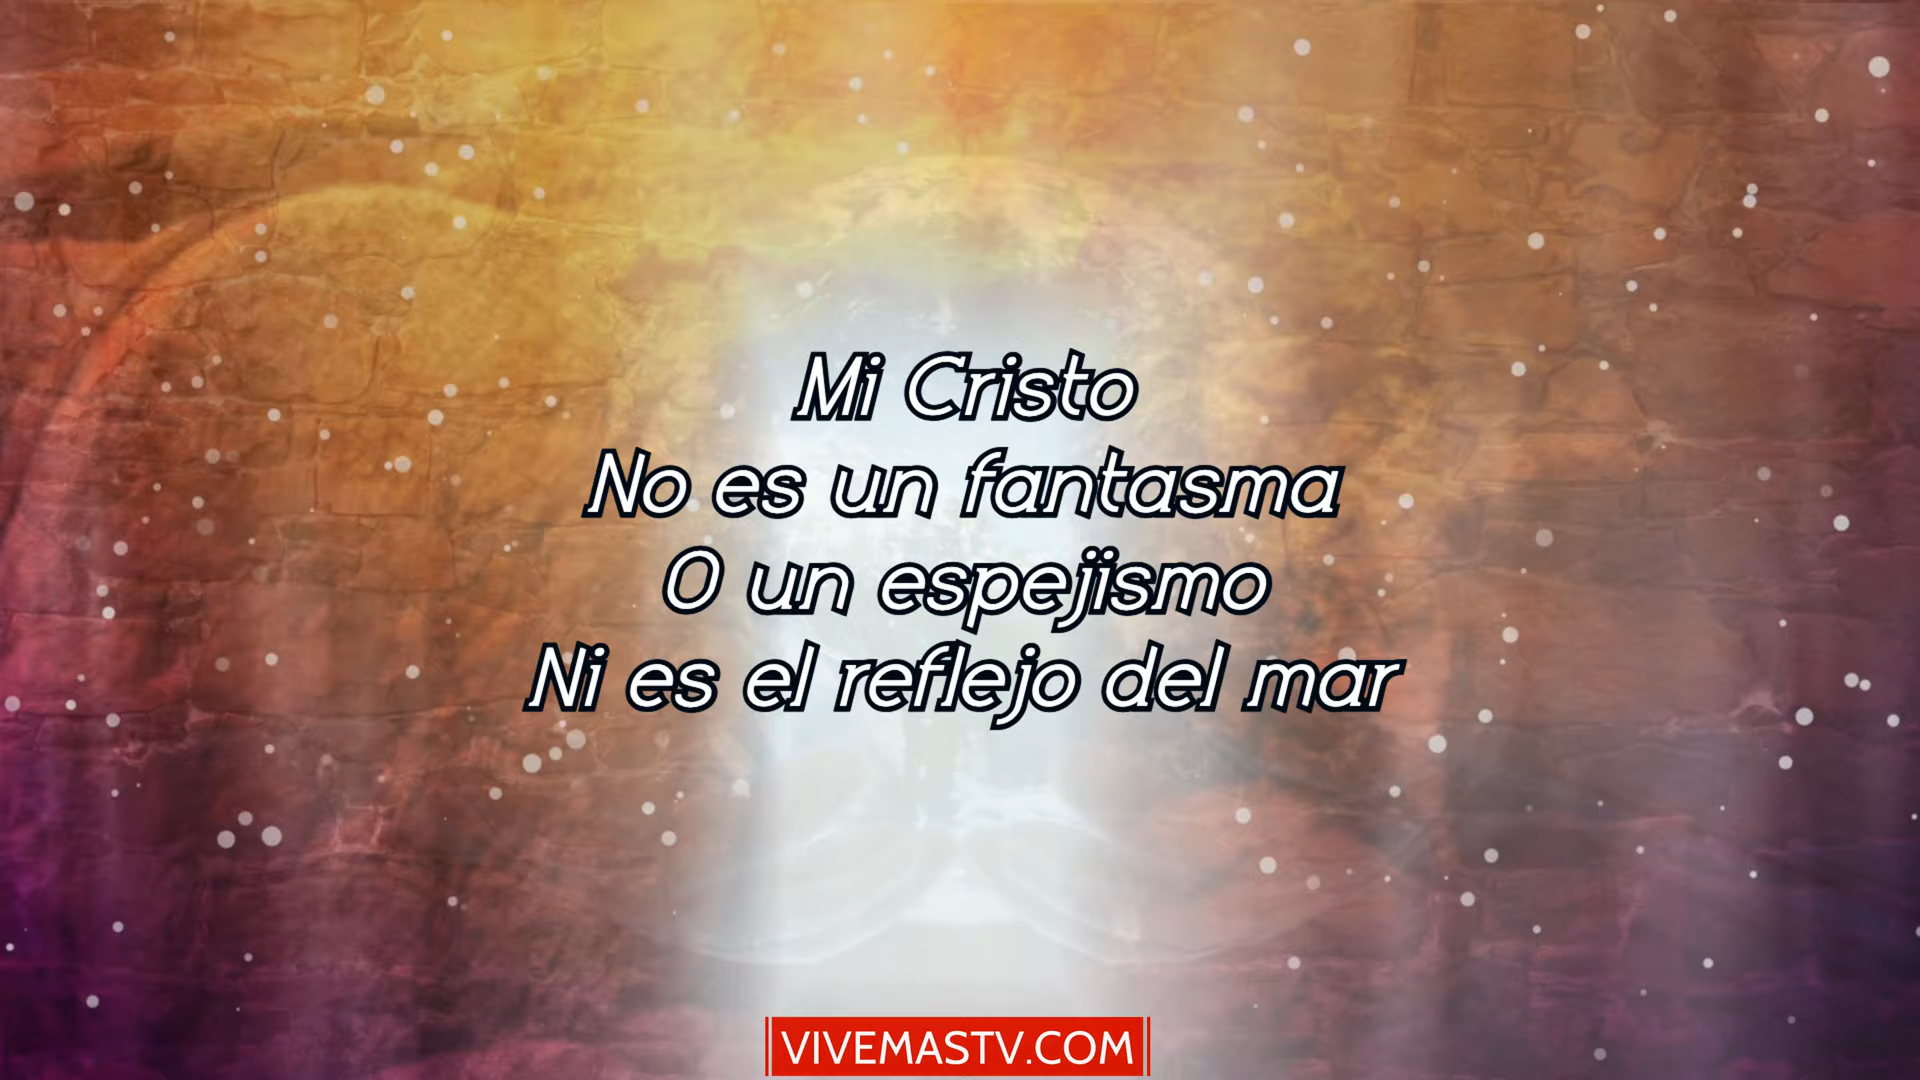 Mi Cristo
No es un fantasma
O un espejismo
Ni es el reflejo del mar
VIVEMASTV.COM